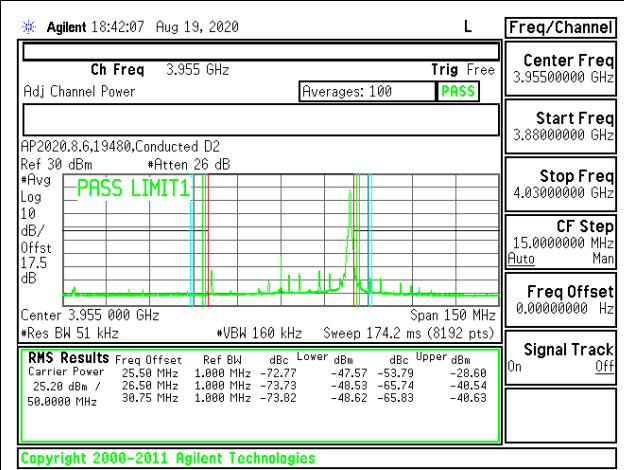 Agilent 18:42:07 Aug 19, 2020 L
Freq/Channel
Ch Freq 3.955 GHz Trig Free
Adj Channel Power Averages: 100 PASS
AP2020.8.6,19480,Conducted D2
Ref 30 dBm #Atten 26 dB
#Avg
Log
10
dB/
Offst
17.5
dB
PASS LIMIT1
Center 3.955 000 GHz Span 150 MHz
#Res BW 51 kHz #VBW 160 kHz Sweep 174.2 ms (8192 pts)
RMS Results Freq Offset Ref BW dBc Lower dBm dBc Upper dBm
Carrier Power 25.50 MHz 1.000 MHz -72.77 -47.57 -53.79 -28.60
25.20 dBm / 26.50 MHz 1.000 MHz -73.73 -48.53 -65.74 -40.54
50.0000 MHz 30.75 MHz 1.000 MHz -73.82 -48.62 -65.83 -40.63
Center Freq
3.95500000 GHz
Start Freq
3.88000000 GHz
Stop Freq
4.03000000 GHz
CF Step
15.0000000 MHz
Auto Man
Freq Offset
0.00000000 Hz
Signal Track
On Off
Copyright 2000-2011 Agilent Technologies